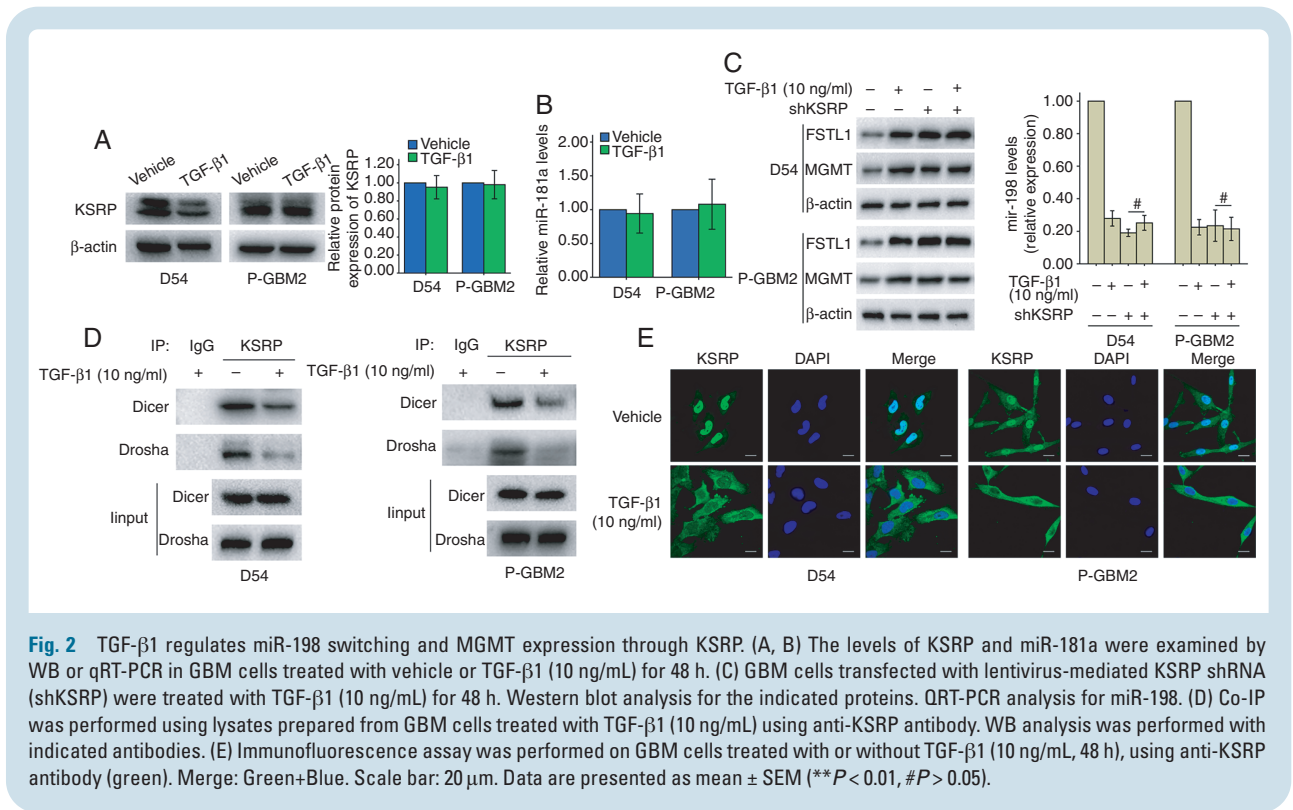 A
Vehicle TGF-β1 Vehicle TGF-β1
KSRP
β-actin
D54 P-GBM2
Relative protein
expression of KSRP
Vehicle
TGF-β1
1.20
1.00
0.80
0.60
0.40
0.20
0.00
D54 P-GBM2
B
Relative miR-181a levels
Vehicle
TGF-β1
2.00
1.50
1.00
0.50
0.00
D54 P-GBM2
C
TGF-β1 (10 ng/ml) – + – +
shKSRP – – + +
FSTL1
D54 MGMT
β-actin
FSTL1
P-GBM2 MGMT
β-actin
mir-198 levels
(relative expression)
1.00
0.80
0.60
0.40
0.20
0.00
# #
TGF-β1 – + – + – + – +
(10 ng/ml)
shKSRP – – + + – – + +
D54 P-GBM2
D
IP: IgG KSRP
TGF-β1 (10 ng/ml) + – +
Dicer
Drosha
Iinput
Dicer
Drosha
D54
IP: IgG KSRP
TGF-β1 (10 ng/ml) + – +
Dicer
Drosha
Iinput
Dicer
Drosha
P-GBM2
E
KSRP DAPI Merge KSRP DAPI Merge
Vehicle
TGF-β1
(10 ng/ml)
D54 P-GBM2
Fig. 2 TGF-β1 regulates miR-198 switching and MGMT expression through KSRP. (A, B) The levels of KSRP and miR-181a were examined by
WB or qRT-PCR in GBM cells treated with vehicle or TGF-β1 (10 ng/mL) for 48 h. (C) GBM cells transfected with lentivirus-mediated KSRP shRNA
(shKSRP) were treated with TGF-β1 (10 ng/mL) for 48 h. Western blot analysis for the indicated proteins. QRT-PCR analysis for miR-198. (D) Co-IP
was performed using lysates prepared from GBM cells treated with TGF-β1 (10 ng/mL) using anti-KSRP antibody. WB analysis was performed with
indicated antibodies. (E) Immunofluorescence assay was performed on GBM cells treated with or without TGF-β1 (10 ng/mL, 48 h), using anti-KSRP
antibody (green). Merge: Green+Blue. Scale bar: 20 μm. Data are presented as mean ± SEM (**P < 0.01, #P > 0.05).